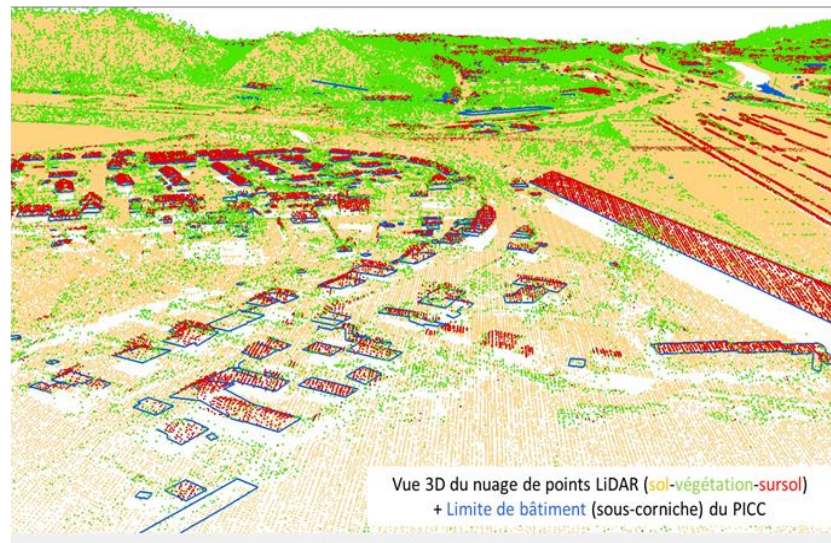 Vue 3D du nuage de points LiDAR (sol-végétation-sursol)
+ Limite de bâtiment (sous-corniche) du PICC